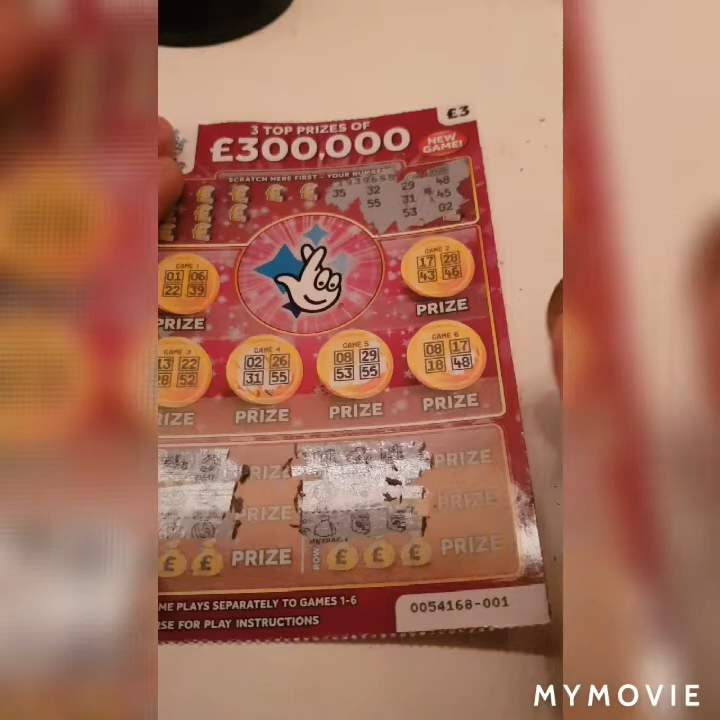 £3
3 TOP PRIZES OF
£300,000
NEW
GAME!
SCRATCH HERE FIRST - YOUR NUMBERS
35 32 29 48
55 31 45
53 02
GAME 1
01 06
22 39
PRIZE
GAME 2
17 28
43 46
PRIZE
GAME 3
13 22
28 52
PRIZE
GAME 4
02 26
31 55
PRIZE
GAME 5
08 29
53 55
PRIZE
GAME 6
08 17
18 48
PRIZE
PRIZE PRIZE
PRIZE PRIZE
£ £ PRIZE ROW £ £ £ PRIZE
ME PLAYS SEPARATELY TO GAMES 1-6
RSE FOR PLAY INSTRUCTIONS
0054168-001
MYMOVIE